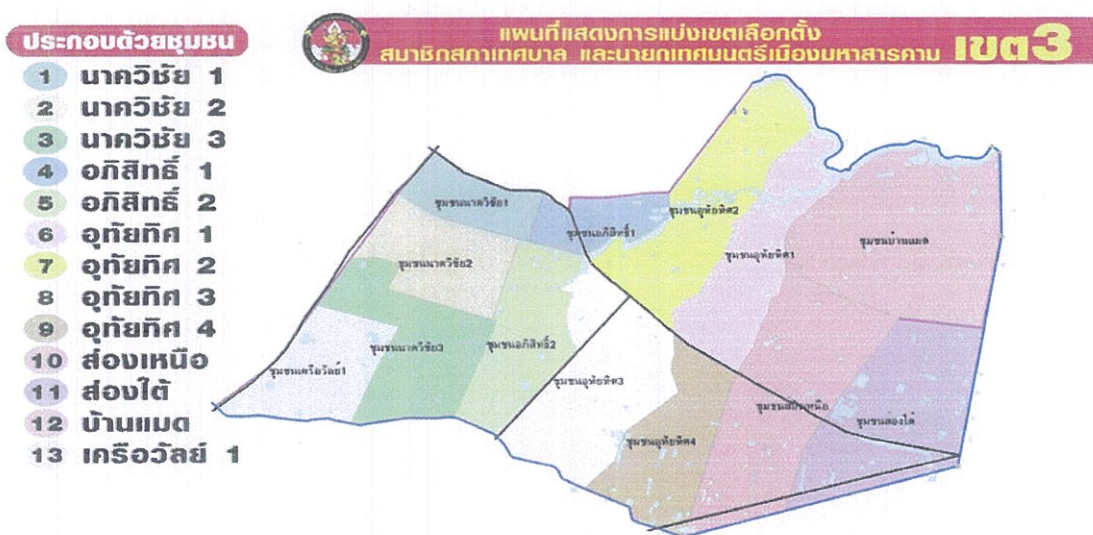 ประกอบด้วยชุมชน
1 นาควิชัย 1
2 นาควิชัย 2
3 นาควิชัย 3
4 อภิสิทธิ์ 1
5 อภิสิทธิ์ 2
6 อุทัยทิศ 1
7 อุทัยทิศ 2
8 อุทัยทิศ 3
9 อุทัยทิศ 4
10 ส่องเหนือ
11 ส่องใต้
12 บ้านแมด
13 เครือวัลย์ 1
แผนที่แสดงการแบ่งเขตเลือกตั้ง
สมาชิกสภาเทศบาล และนายกเทศมนตรีเมืองมหาสารคาม
เขต3
ชุมชนนาควิชัย1
ชุมชนอภิสิทธิ์1
ชุมชนอุทัยทิศ2
ชุมชนบ้านแมด
ชุมชนนาควิชัย2
ชุมชนอุทัยทิศ1
ชุมชนนาควิชัย3
ชุมชนอภิสิทธิ์2
ชุมชนเครือวัลย์1
ชุมชนอุทัยทิศ3
ชุมชนส่องเหนือ
ชุมชนส่องใต้
ชุมชนอุทัยทิศ4